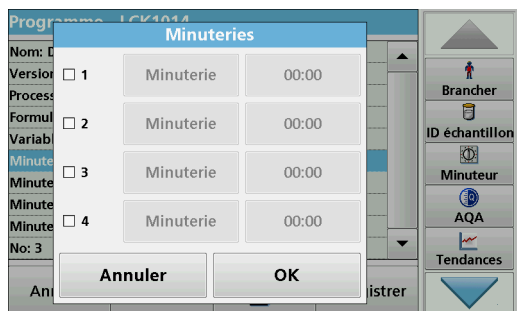 Programme LCK1014
Minuteries
Nom:
Version
Process
Formul
Variabl
Minute
Minute
Minute
Minute
No: 3
1 Minuterie 00:00
2 Minuterie 00:00
3 Minuterie 00:00
4 Minuterie 00:00
Annuler OK
An
istrer
Brancher
ID échantillon
Minuteur
AQA
Tendances